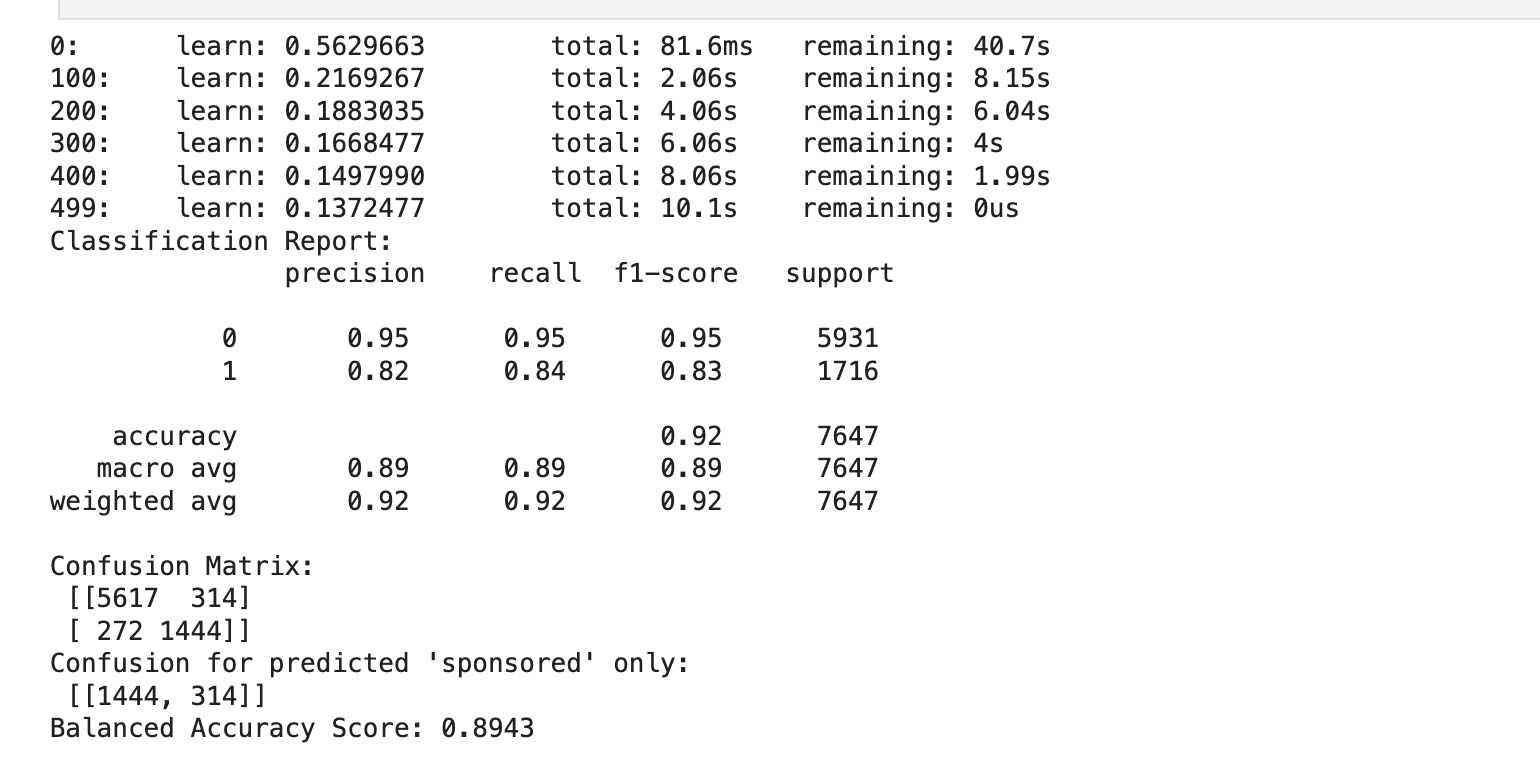 0:      learn: 0.5629663        total: 81.6ms   remaining: 40.7s
100:    learn: 0.2169267        total: 2.06s    remaining: 8.15s
200:    learn: 0.1883035        total: 4.06s    remaining: 6.04s
300:    learn: 0.1668477        total: 6.06s    remaining: 4s
400:    learn: 0.1497990        total: 8.06s    remaining: 1.99s
499:    learn: 0.1372477        total: 10.1s    remaining: 0us
Classification Report:
               precision    recall  f1-score   support

           0       0.95      0.95      0.95      5931
           1       0.82      0.84      0.83      1716

    accuracy                           0.92      7647
   macro avg       0.89      0.89      0.89      7647
weighted avg       0.92      0.92      0.92      7647

Confusion Matrix:
 [[5617  314]
 [ 272 1444]]
Confusion for predicted 'sponsored' only:
 [[1444, 314]]
Balanced Accuracy Score: 0.8943